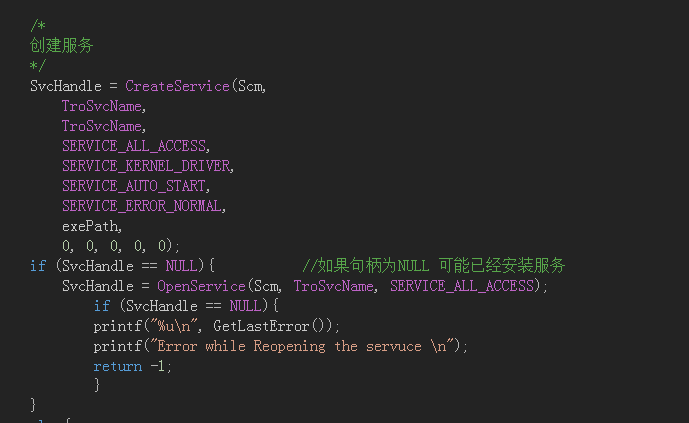 /*
创建服务
*/
SvcHandle = CreateService(Scm,
TroSvcName,
TroSvcName,
SERVICE_ALL_ACCESS,
SERVICE_KERNEL_DRIVER,
SERVICE_AUTO_START,
SERVICE_ERROR_NORMAL,
exePath,
0, 0, 0, 0, 0);
if (SvcHandle == NULL){ //如果句柄为NULL 可能已经安装服务
SvcHandle = OpenService(Scm, TroSvcName, SERVICE_ALL_ACCESS);
if (SvcHandle == NULL){
printf("%u\n", GetLastError());
printf("Error while Reopening the servuce \n");
return -1;
}
}